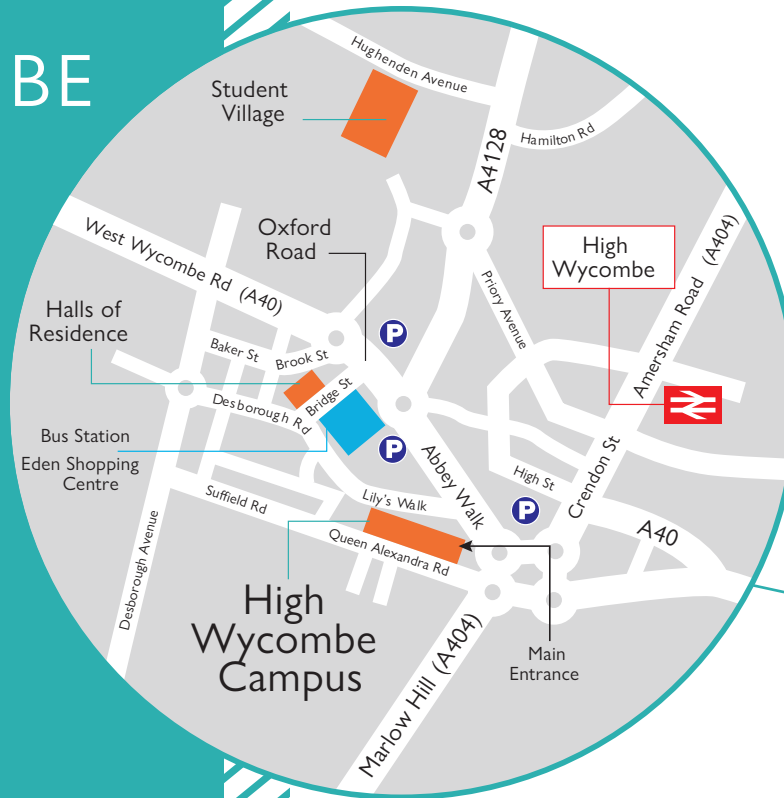 BE
Hughenden Avenue
Student
Village
A4128
Hamilton Rd
West Wycombe Rd (A40)
Oxford
Road
High
Wycombe
Amersham Road (A404)
Priory Avenue
Halls of
Residence
P
Baker St
Brook St
Bridge St
Desborough Rd
Bus Station
Eden Shopping
Centre
P
Abbey Walk
High St
Crendon St
Suffield Rd
Lily's Walk
P
A40
Queen Alexandra Rd
Desborough Avenue
High
Wycombe
Campus
Main
Entrance
Marlow Hill (A404)